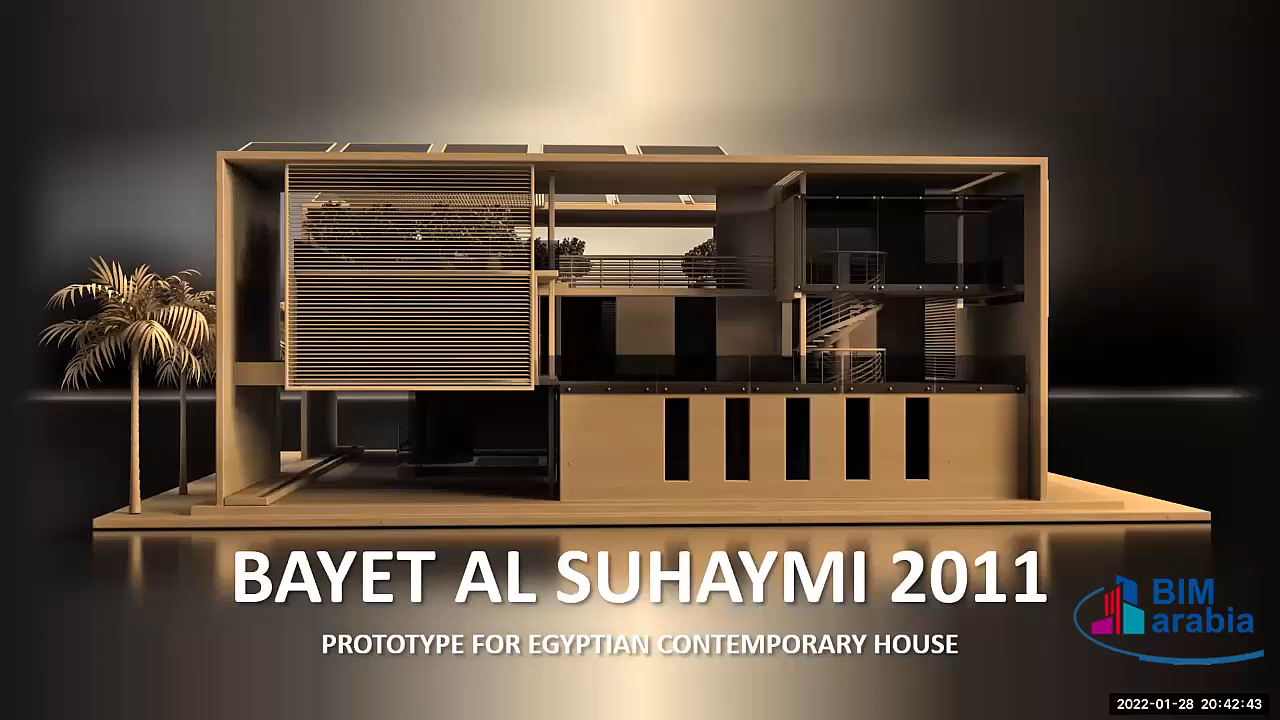 BAYET AL SUHAYMI 2011
PROTOTYPE FOR EGYPTIAN CONTEMPORARY HOUSE
BIM
arabia
2022-01-28 20:42:43